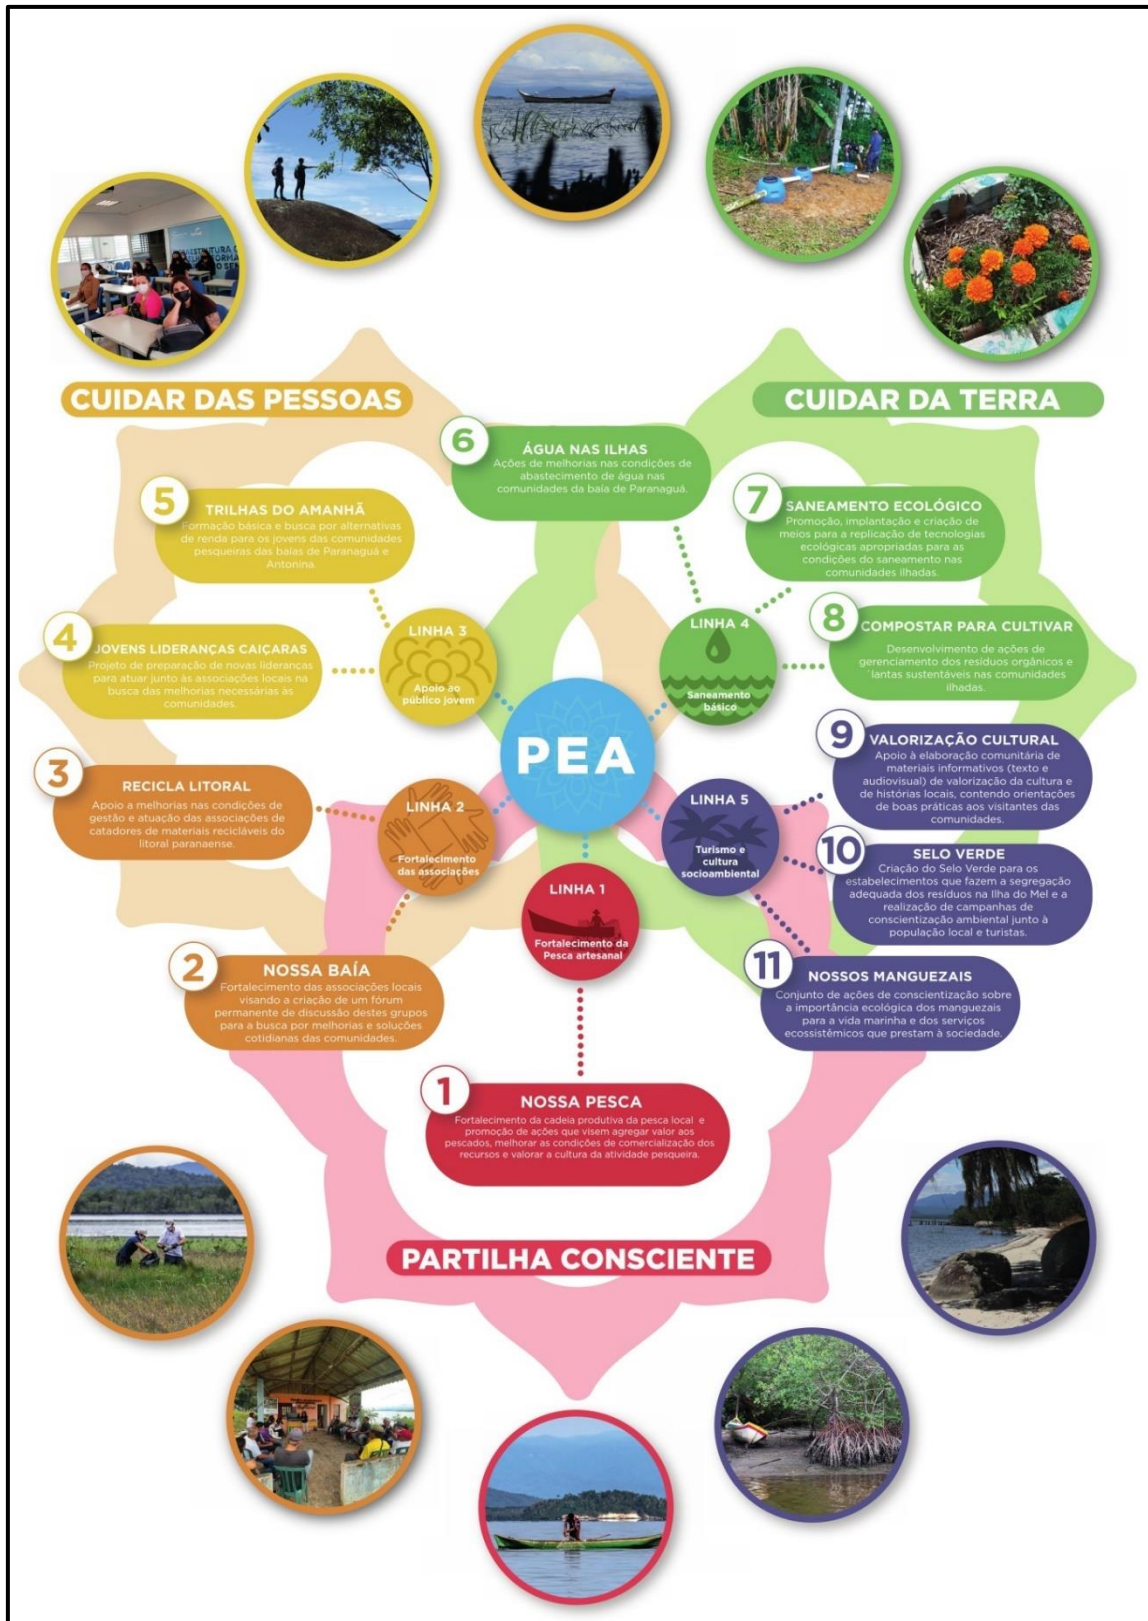 CUIDAR DAS PESSOAS
CUIDAR DA TERRA
6
ÁGUA NAS ILHAS
Ações de melhorias nas condições de
abastecimento de água nas
comunidades da baía de Paranaguá.
5
TRILHAS DO AMANHÃ
Formação básica e busca por alternativas
de renda para os jovens das comunidades
pesqueiras das baías de Paranaguá e
Antonina.
7
SANEAMENTO ECOLÓGICO
Promoção, implantação e criação de
meios para a replicação de tecnologias
ecológicas apropriadas para as
condições do saneamento nas
comunidades ilhadas.
4
JOVENS LIDERANÇAS CAIÇARAS
Projeto de preparação de novas lideranças
para atuar junto às associações locais na
busca das melhorias necessárias às
comunidades.
LINHA 3
Apoio ao
público jovem
LINHA 4
Saneamento
básico
8
COMPOSTAR PARA CULTIVAR
Desenvolvimento de ações de
gerenciamento dos resíduos orgânicos e
lantas sustentáveis nas comunidades
ilhadas.
PEA
3
RECICLA LITORAL
Apoio a melhorias nas condições de
gestão e atuação das associações de
catadores de materiais recicláveis do
litoral paranaense.
LINHA 2
Fortalecimento
das associações
LINHA 5
Turismo e
cultura
socioambiental
9
VALORIZAÇÃO CULTURAL
Apoio à elaboração comunitária de
materiais informativos (texto e
audiovisual) de valorização da cultura e
de histórias locais, contendo orientações
de boas práticas aos visitantes das
comunidades.
10
SELO VERDE
Criação do Selo Verde para os
estabelecimentos que fazem a segregação
adequada dos resíduos na Ilha do Mel e a
realização de campanhas de
conscientização ambiental junto à
população local e turistas.
LINHA 1
Fortalecimento da
Pesca artesanal
2
NOSSA BAÍA
Fortalecimento das associações locais
visando a criação de um fórum
permanente de discussão destes grupos
para a busca por melhorias e soluções
cotidianas das comunidades.
11
NOSSOS MANGUEZAIS
Conjunto de ações de conscientização sobre
a importância ecológica dos manguezais
para a vida marinha e dos serviços
ecossistêmicos que prestam à sociedade.
1
NOSSA PESCA
Fortalecimento da cadeia produtiva da pesca local e
promoção de ações que visem agregar valor aos
pescados, melhorar as condições de comercialização dos
recursos e valorar a cultura da atividade pesqueira.
PARTILHA CONSCIENTE